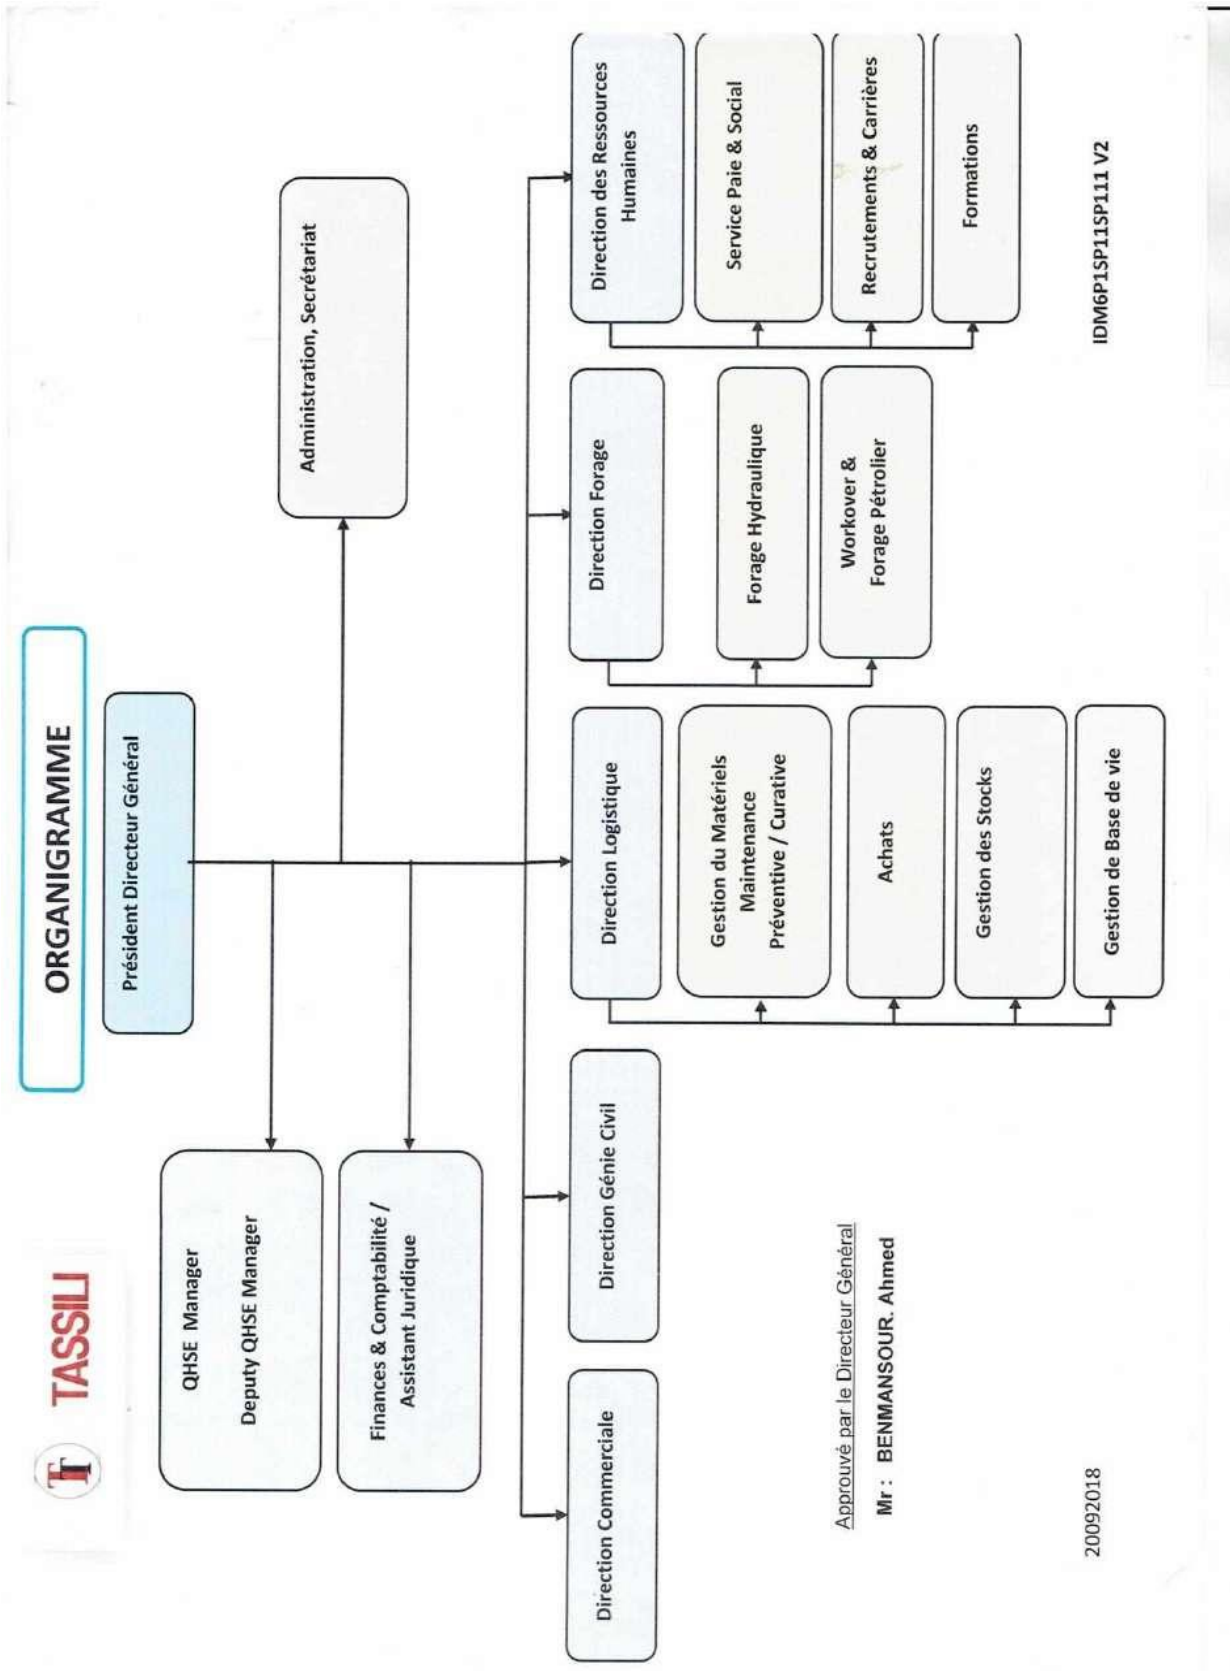 TT TASSILI
ORGANIGRAMME
Président Directeur Général
QHSE Manager
Deputy QHSE Manager
Administration, Secrétariat
Finances & Comptabilité /
Assistant Juridique
Direction Commerciale
Direction Génie Civil
Direction Logistique
Gestion du Matériels
Maintenance
Préventive / Curative
Achats
Gestion des Stocks
Gestion de Base de vie
Direction Forage
Forage Hydraulique
Workover &
Forage Pétrolier
Direction des Ressources
Humaines
Service Paie & Social
Recrutements & Carrières
Formations
Approuvé par le Directeur Général
Mr : BENMANSOUR. Ahmed
20092018
IDM6P1SP11SP111 V2